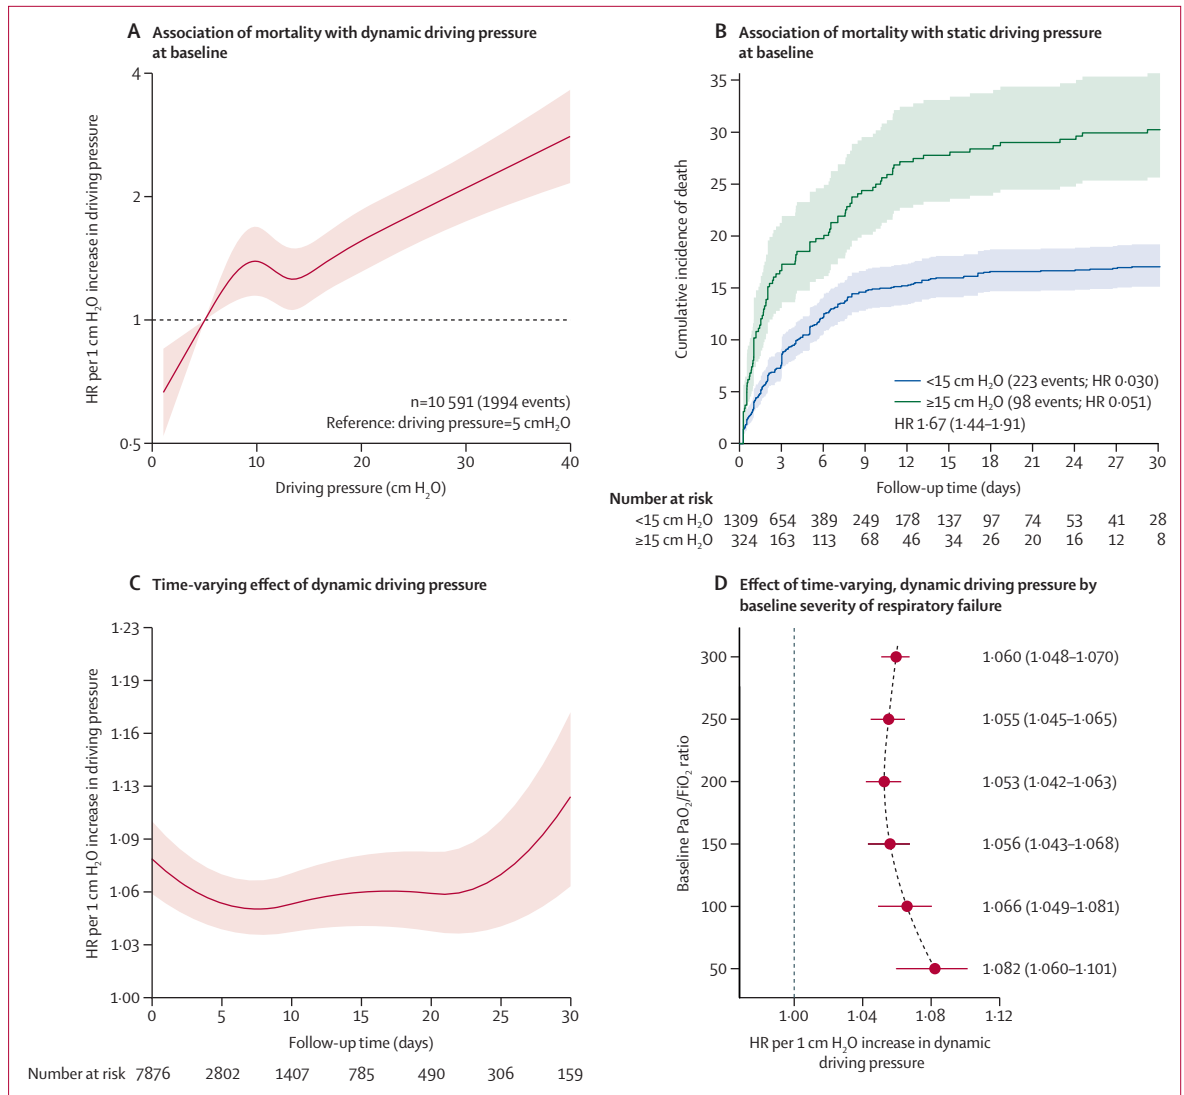 A Association of mortality with dynamic driving pressure
at baseline
HR per 1 cm H₂O increase in driving pressure
4
2
1
0·5
n=10 591 (1994 events)
Reference: driving pressure=5 cmH₂O
0 10 20 30 40
Driving pressure (cm H₂O)
B Association of mortality with static driving pressure
at baseline
Cumulative incidence of death
35
30
25
20
15
10
5
0
<15 cm H₂O (223 events; HR 0·030)
≥15 cm H₂O (98 events; HR 0·051)
HR 1·67 (1·44–1·91)
0 3 6 9 12 15 18 21 24 27 30
Follow-up time (days)
Number at risk
<15 cm H₂O 1309 654 389 249 178 137 97 74 53 41 28
≥15 cm H₂O 324 163 113 68 46 34 26 20 16 12 8
C Time-varying effect of dynamic driving pressure
HR per 1 cm H₂O increase in driving pressure
1·23
1·19
1·16
1·13
1·09
1·06
1·03
1·00
0 5 10 15 20 25 30
Follow-up time (days)
Number at risk 7876 2802 1407 785 490 306 159
D Effect of time-varying, dynamic driving pressure by
baseline severity of respiratory failure
Baseline PaO₂/FiO₂ ratio
300 1·060 (1·048–1·070)
250 1·055 (1·045–1·065)
200 1·053 (1·042–1·063)
150 1·056 (1·043–1·068)
100 1·066 (1·049–1·081)
50 1·082 (1·060–1·101)
1·00 1·04 1·08 1·12
HR per 1 cm H₂O increase in dynamic
driving pressure